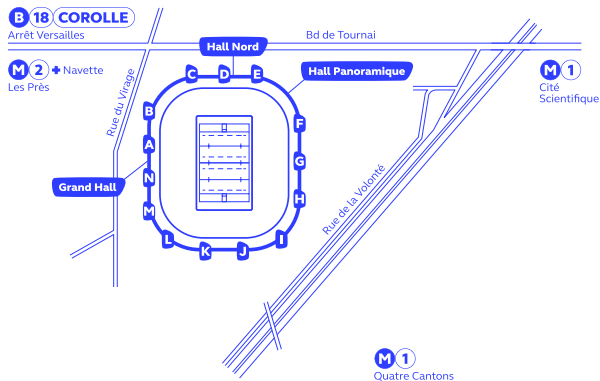 B 18 COROLLE
Arrêt Versailles
Bd de Tournai
Hall Nord
M 2 + Navette
Les Près
Hall Panoramique
M 1
Cité
Scientifique
Rue du Virage
C D E
B
F
A
G
N
Grand Hall
H
M
Rue de la Volonté
L
I
K
J
M 1
Quatre Cantons